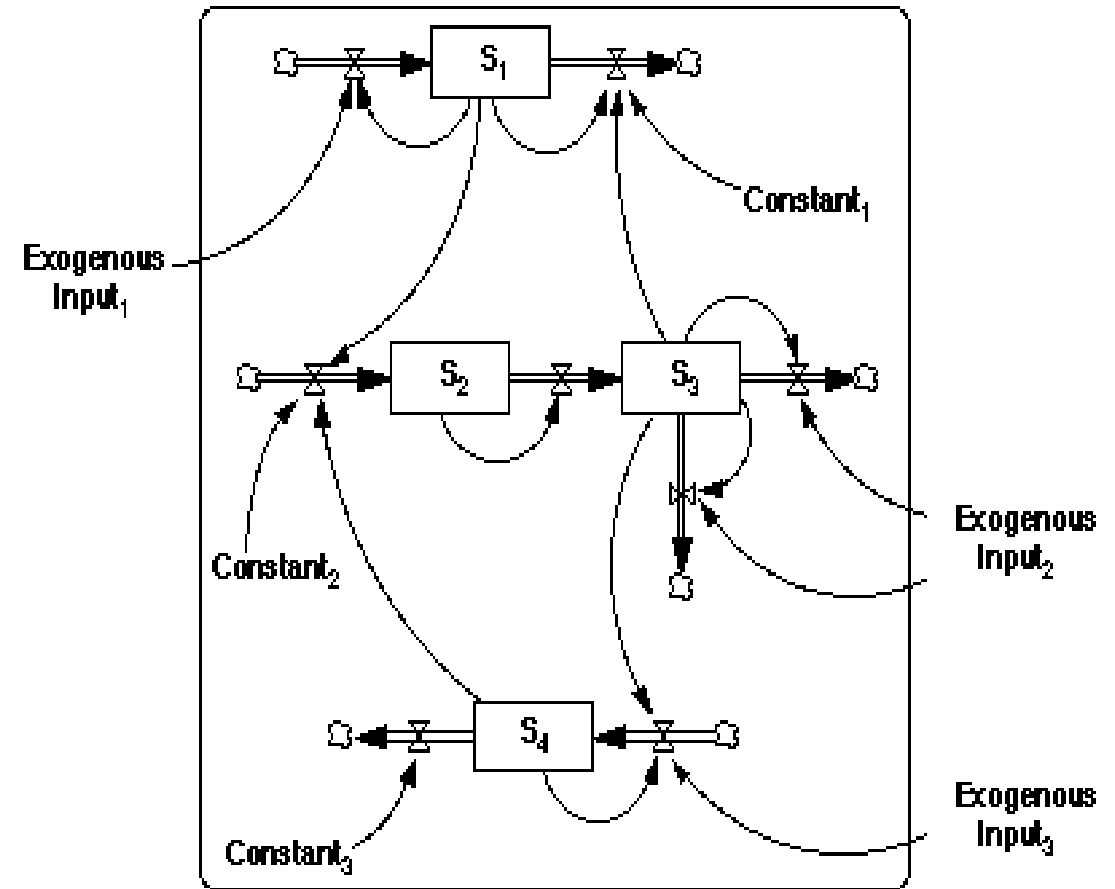 S₁
Constant₁
Exogenous
Input₁
S₂
S₃
Exogenous
Input₂
Constant₂
S₄
Exogenous
Input₃
Constant₃